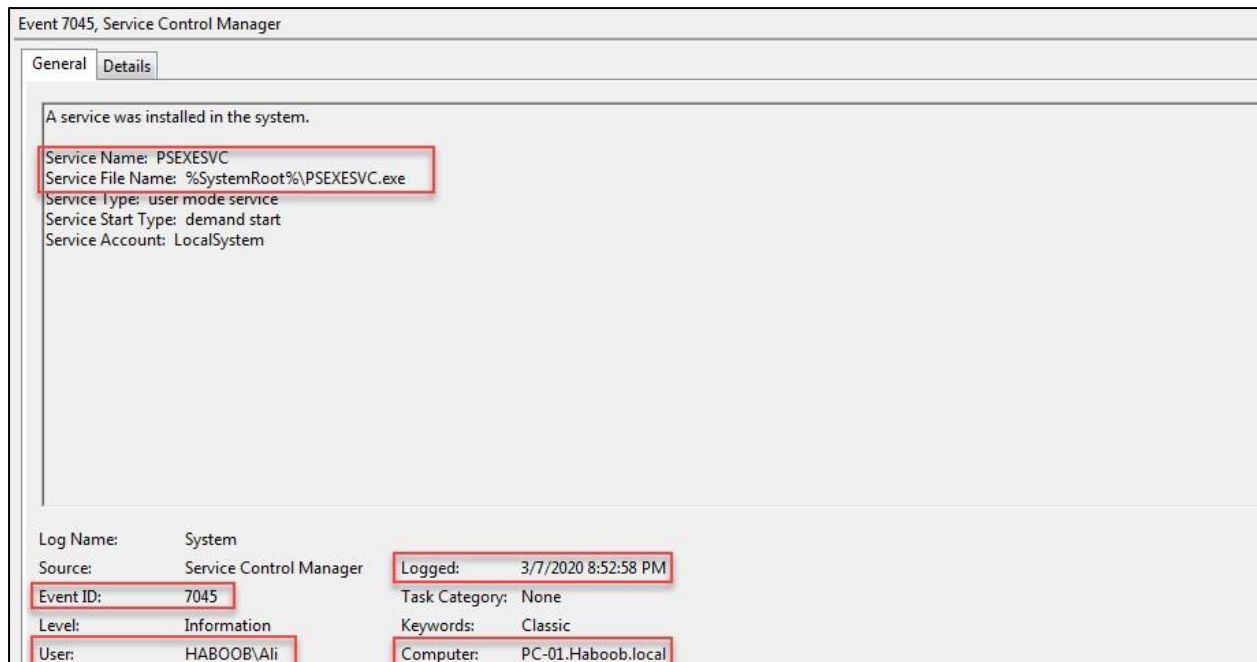 Event 7045, Service Control Manager
General Details
A service was installed in the system.
Service Name: PSEXESVC
Service File Name: %SystemRoot%\PSEXESVC.exe
Service Type: user mode service
Service Start Type: demand start
Service Account: LocalSystem
Log Name: System
Source: Service Control Manager Logged: 3/7/2020 8:52:58 PM
Event ID: 7045 Task Category: None
Level: Information Keywords: Classic
User: HABOOB\Ali Computer: PC-01.Haboob.local